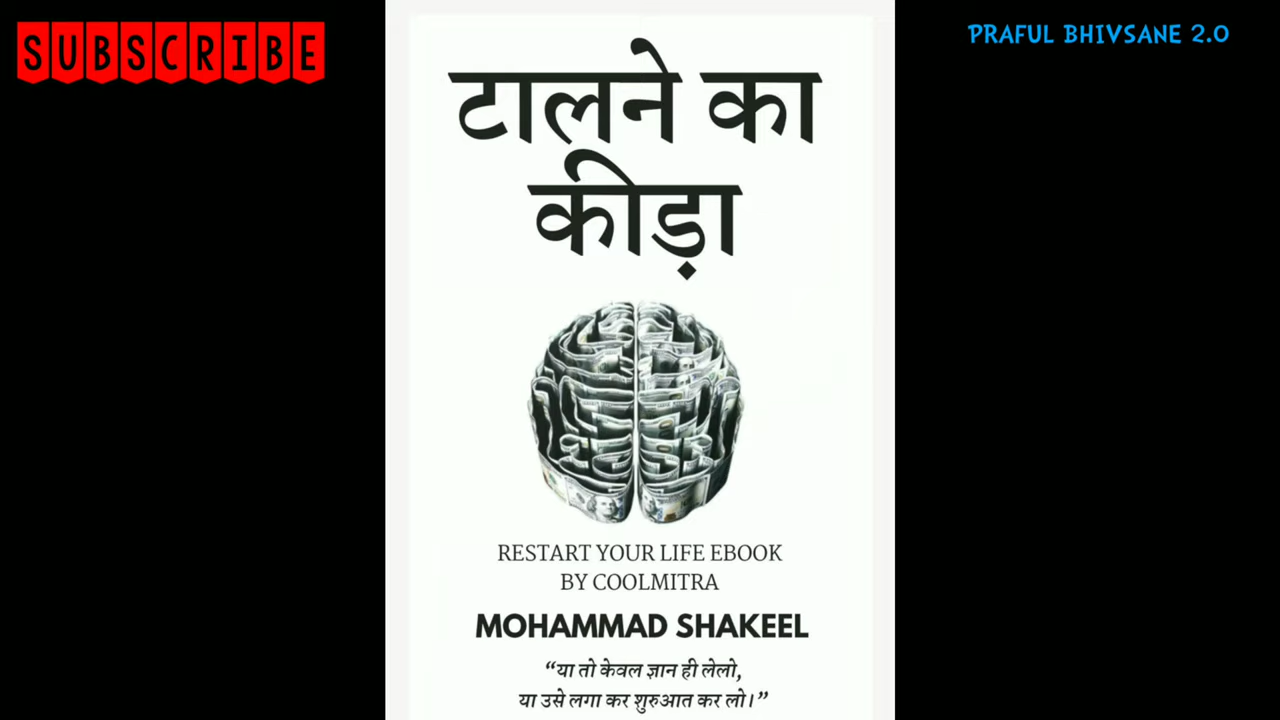 SUBSCRIBE
PRAFUL BHIVSANE 2.0
टालने का
कीड़ा
RESTART YOUR LIFE EBOOK
BY COOLMITRA
MOHAMMAD SHAKEEL
“या तो केवल ज्ञान ही लेलो,
या उसे लगा कर शुरुआत कर लो।”